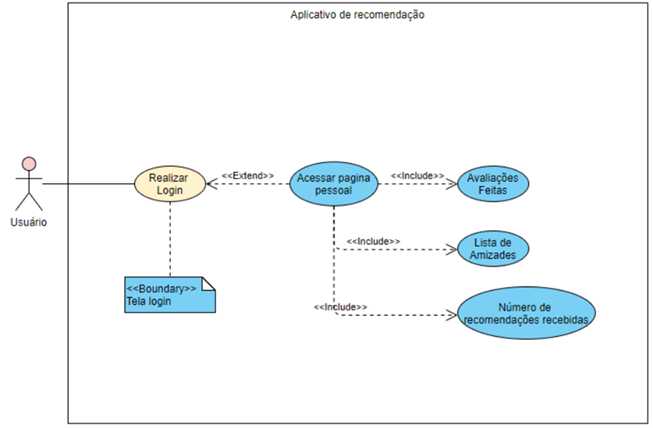 Aplicativo de recomendação
Usuário
Realizar
Login
<<Extend>>
Acessar pagina
pessoal
<<Include>>
Avaliações
Feitas
<<Include>>
Lista de
Amizades
<<Boundary>>
Tela login
<<Include>>
Número de
recomendações recebidas